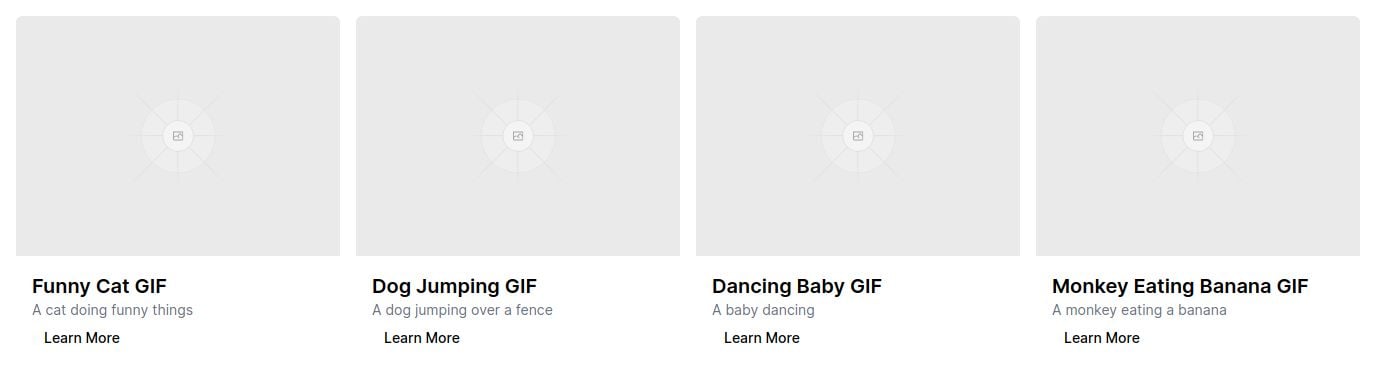 Funny Cat GIF
A cat doing funny things
Learn More
Dog Jumping GIF
A dog jumping over a fence
Learn More
Dancing Baby GIF
A baby dancing
Learn More
Monkey Eating Banana GIF
A monkey eating a banana
Learn More